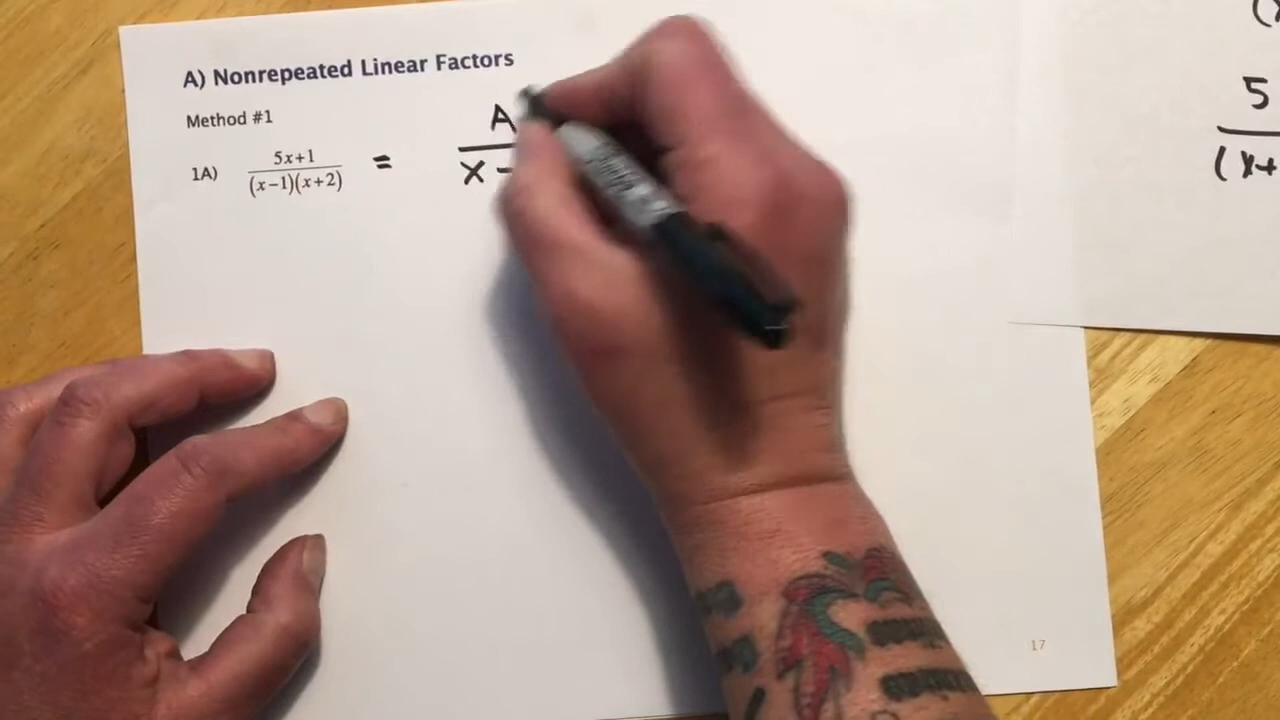 A) Nonrepeated Linear Factors
Method #1
1A) 5x+1 / (x-1)(x+2) = A / x -
5
(x+
17